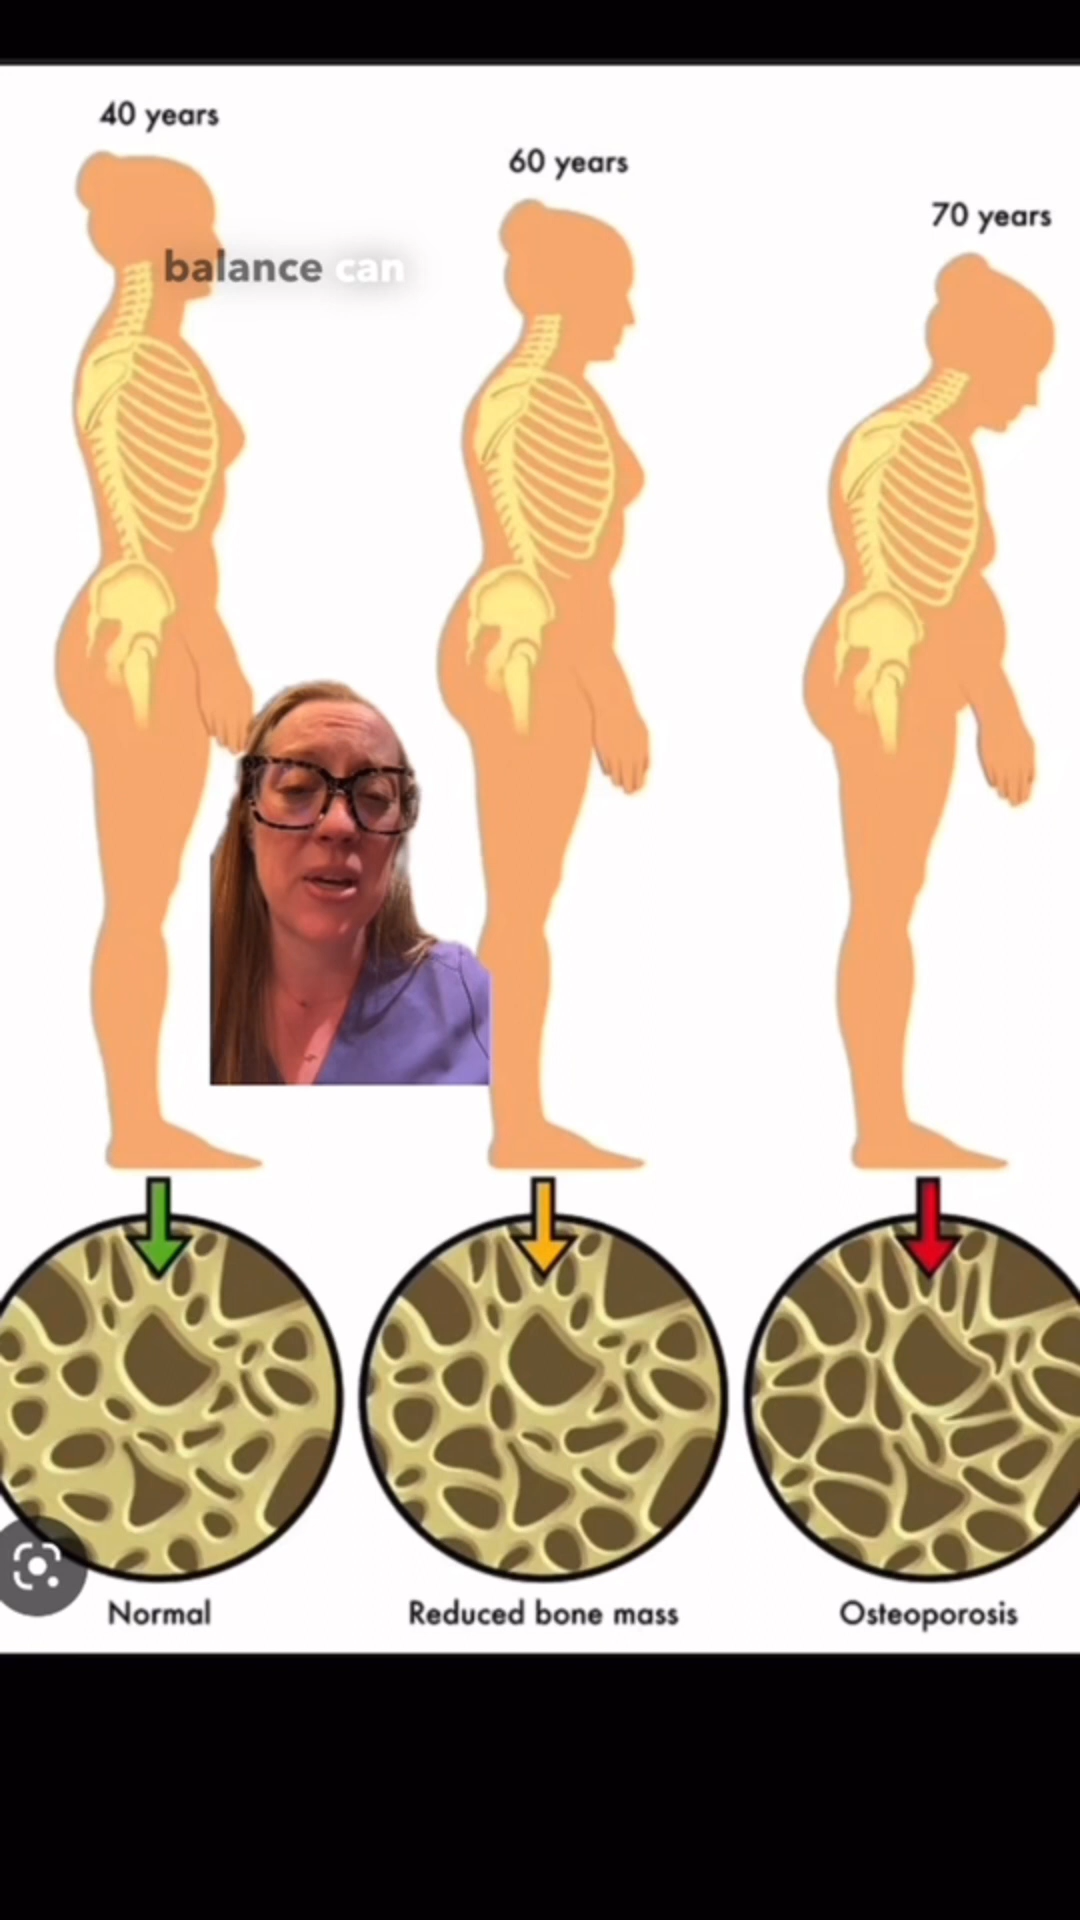 40 years
60 years
70 years
balance can
Normal
Reduced bone mass
Osteoporosis